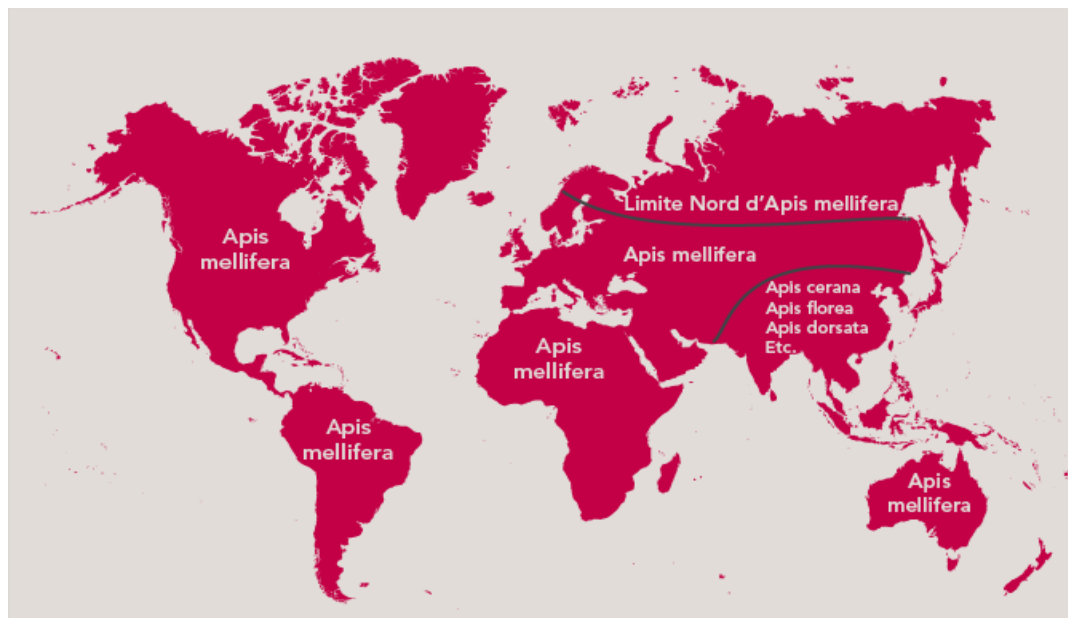 Limite Nord d'Apis mellifera
Apis
mellifera
Apis mellifera
Apis cerana
Apis florea
Apis dorsata
Etc.
Apis
mellifera
Apis
mellifera
Apis
mellifera